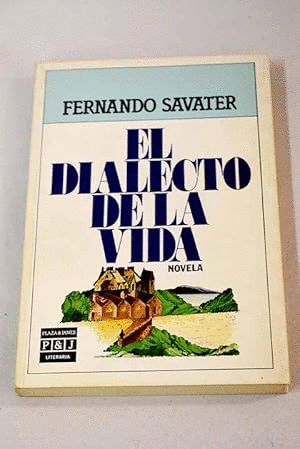 FERNANDO SAVATER
EL
DIALECTO
DE LA
VIDA
NOVELA
PLAZA & JANES
P&J
LITERARIA